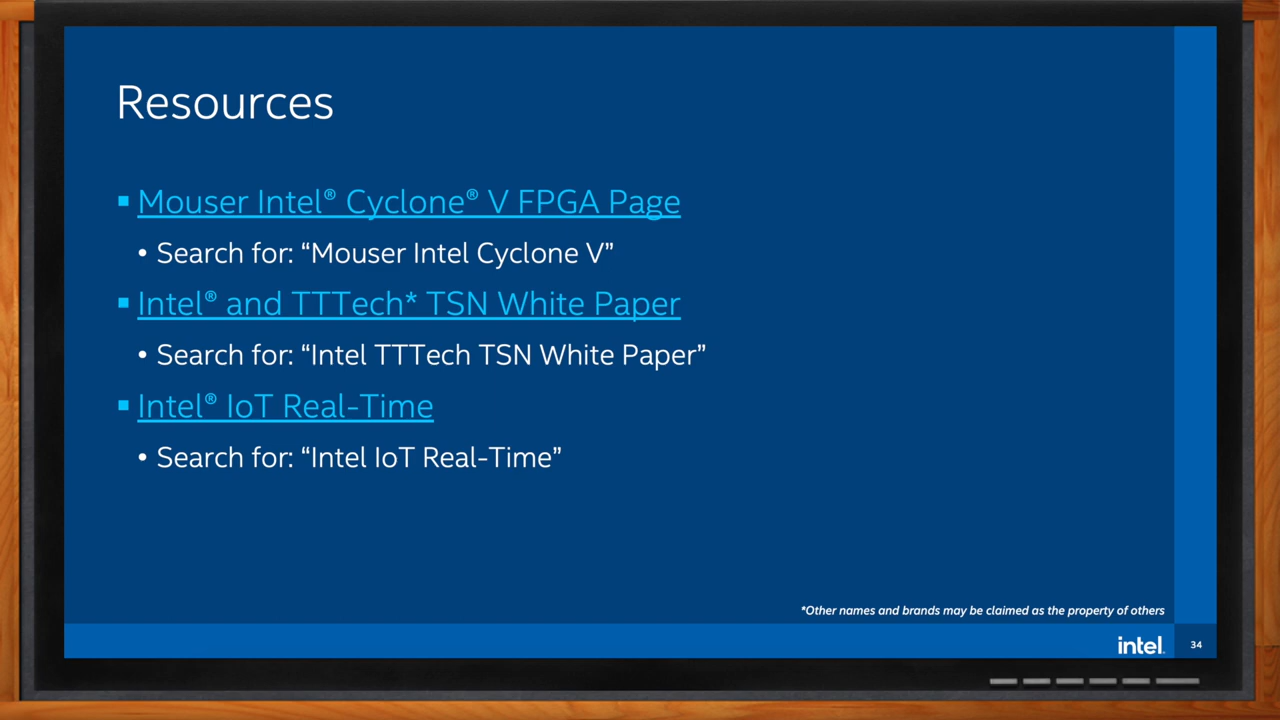 Resources
▪ Mouser Intel® Cyclone® V FPGA Page
• Search for: “Mouser Intel Cyclone V”
▪ Intel® and TTTech* TSN White Paper
• Search for: “Intel TTTech TSN White Paper”
▪ Intel® IoT Real-Time
• Search for: “Intel IoT Real-Time”
*Other names and brands may be claimed as the property of others
intel.
34